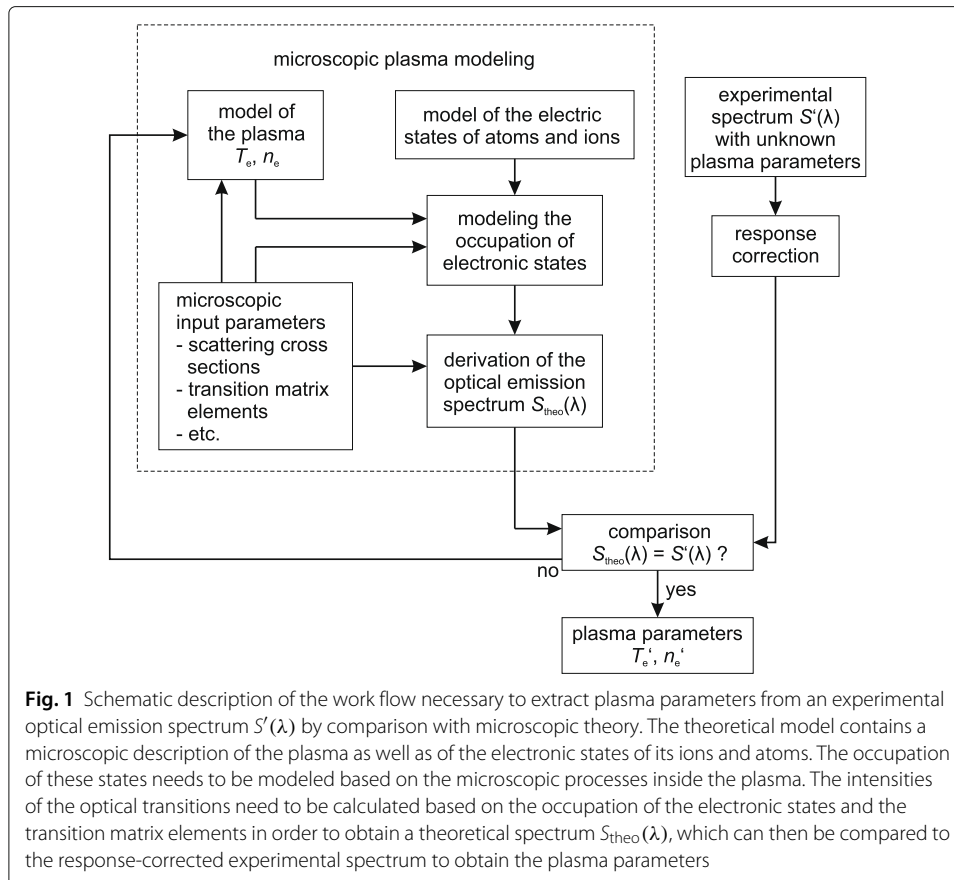 microscopic plasma modeling
model of
the plasma
Tₑ, nₑ
model of the electric
states of atoms and ions
experimental
spectrum S‘(λ)
with unknown
plasma parameters
modeling the
occupation of
electronic states
response
correction
microscopic
input parameters
- scattering cross
sections
- transition matrix
elements
- etc.
derivation of the
optical emission
spectrum Stheo(λ)
comparison
Stheo(λ) = S‘(λ) ?
no
yes
plasma parameters
Tₑ‘, nₑ‘
Fig. 1 Schematic description of the work flow necessary to extract plasma parameters from an experimental
optical emission spectrum S′(λ) by comparison with microscopic theory. The theoretical model contains a
microscopic description of the plasma as well as of the electronic states of its ions and atoms. The occupation
of these states needs to be modeled based on the microscopic processes inside the plasma. The intensities
of the optical transitions need to be calculated based on the occupation of the electronic states and the
transition matrix elements in order to obtain a theoretical spectrum Stheo(λ), which can then be compared to
the response-corrected experimental spectrum to obtain the plasma parameters